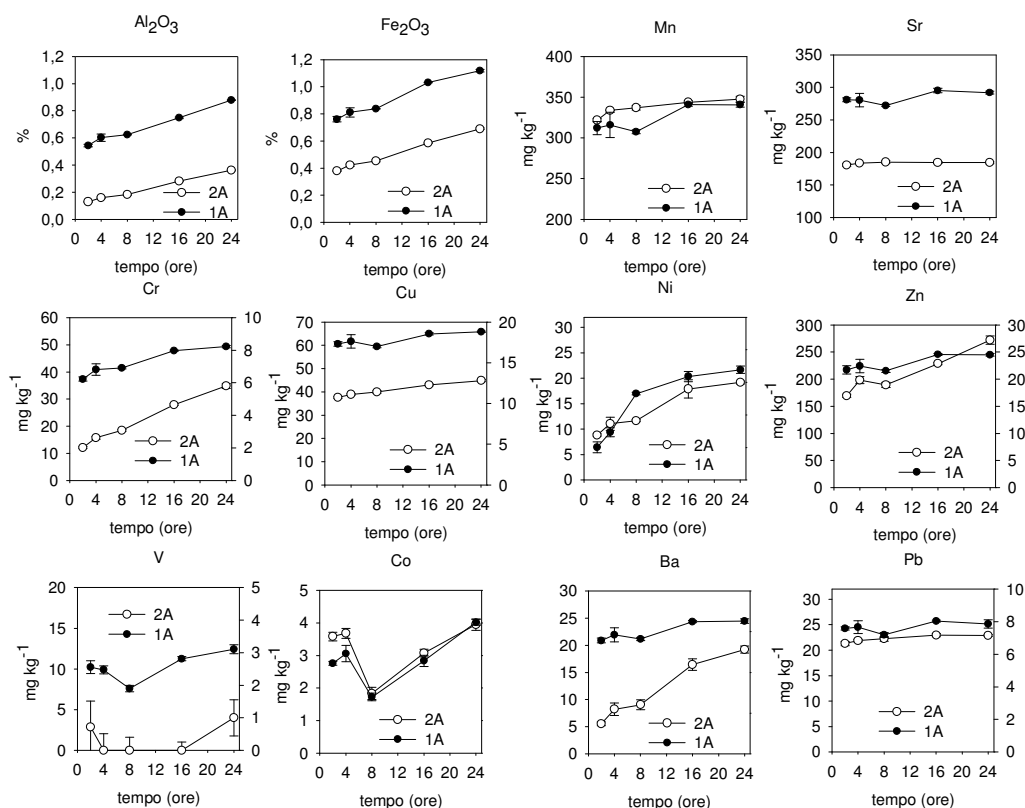 Al2O3
1,2
1,0
0,8
0,6
0,4
0,2
0,0
%
0 4 8 12 16 20 24
tempo (ore)
2A
1A
Fe2O3
1,2
1,0
0,8
0,6
0,4
0,2
0,0
%
0 4 8 12 16 20 24
tempo (ore)
2A
1A
Mn
400
350
300
250
200
mg kg-1
0 4 8 12 16 20 24
tempo (ore)
2A
1A
Sr
350
300
250
200
150
100
mg kg-1
0 4 8 12 16 20 24
tempo (ore)
2A
1A
Cr
60
50
40
30
20
10
0
mg kg-1
10
8
6
4
2
0
0 4 8 12 16 20 24
tempo (ore)
2A
1A
Cu
70
60
50
40
30
20
10
0
mg kg-1
20
15
10
5
0
0 4 8 12 16 20 24
tempo (ore)
2A
1A
Ni
30
25
20
15
10
5
0
mg kg-1
0 4 8 12 16 20 24
tempo (ore)
2A
1A
Zn
300
250
200
150
100
50
0
mg kg-1
30
25
20
15
10
5
0
0 4 8 12 16 20 24
tempo (ore)
2A
1A
V
20
15
10
5
0
mg kg-1
5
4
3
2
1
0
0 4 8 12 16 20 24
tempo (ore)
2A
1A
Co
5
4
3
2
1
0
mg kg-1
0 4 8 12 16 20 24
tempo (ore)
2A
1A
Ba
30
25
20
15
10
5
0
mg kg-1
0 4 8 12 16 20 24
tempo (ore)
2A
1A
Pb
30
25
20
15
10
5
0
mg kg-1
10
8
6
4
2
0
0 4 8 12 16 20 24
tempo (ore)
2A
1A